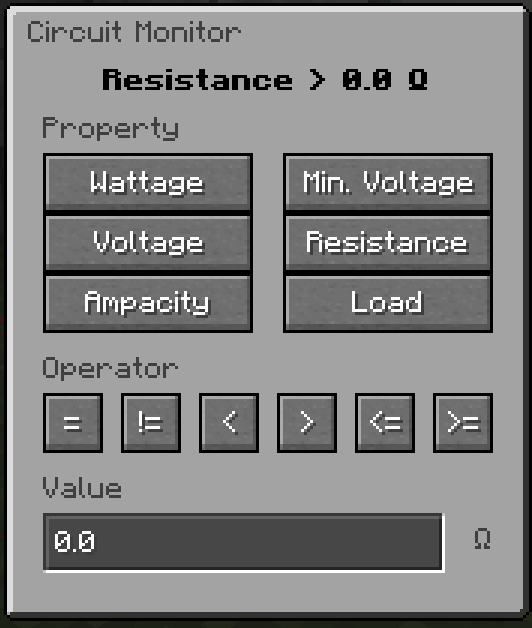 Circuit Monitor
Resistance > 0.0 Ω
Property
Wattage Min. Voltage
Voltage Resistance
Ampacity Load
Operator
= != < > <= >=
Value
0.0 Ω